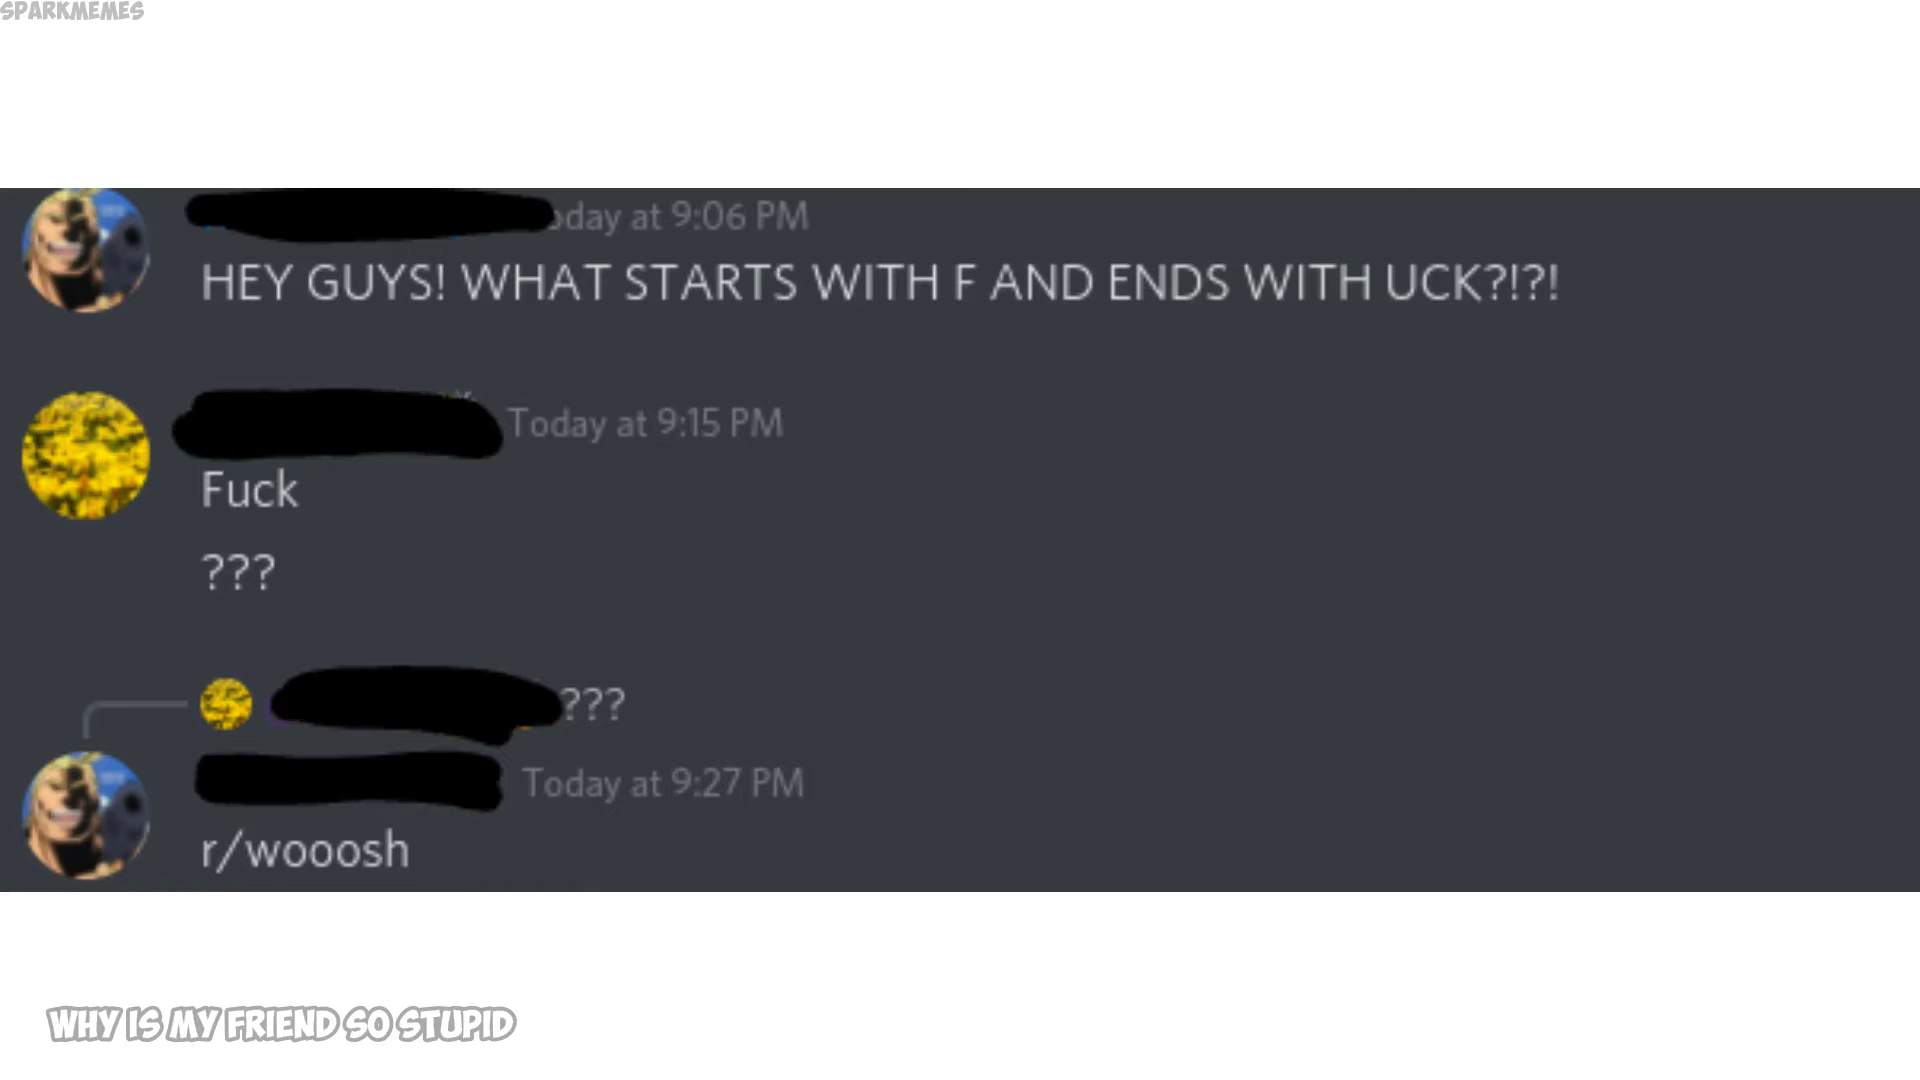 SPARKMEMES
oday at 9:06 PM
HEY GUYS! WHAT STARTS WITH F AND ENDS WITH UCK?!?!
Today at 9:15 PM
Fuck
???
???
Today at 9:27 PM
r/wooosh
WHY IS MY FRIEND SO STUPID